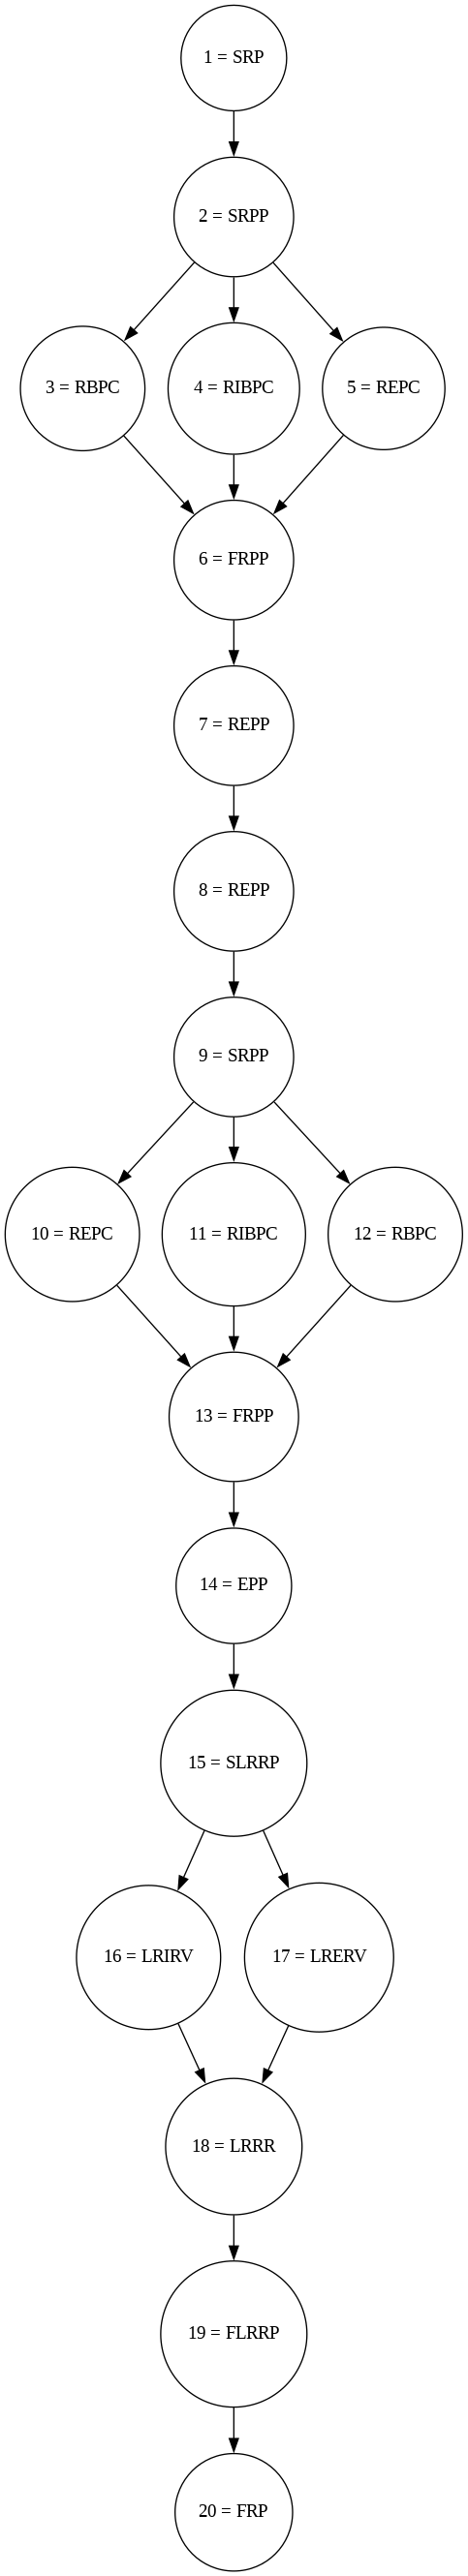 1 = SRP
2 = SRPP
3 = RBPC
4 = RIBPC
5 = REPC
6 = FRPP
7 = REPP
8 = REPP
9 = SRPP
10 = REPC
11 = RIBPC
12 = RBPC
13 = FRPP
14 = EPP
15 = SLRRP
16 = LRIRV
17 = LRERV
18 = LRRR
19 = FLRRP
20 = FRP